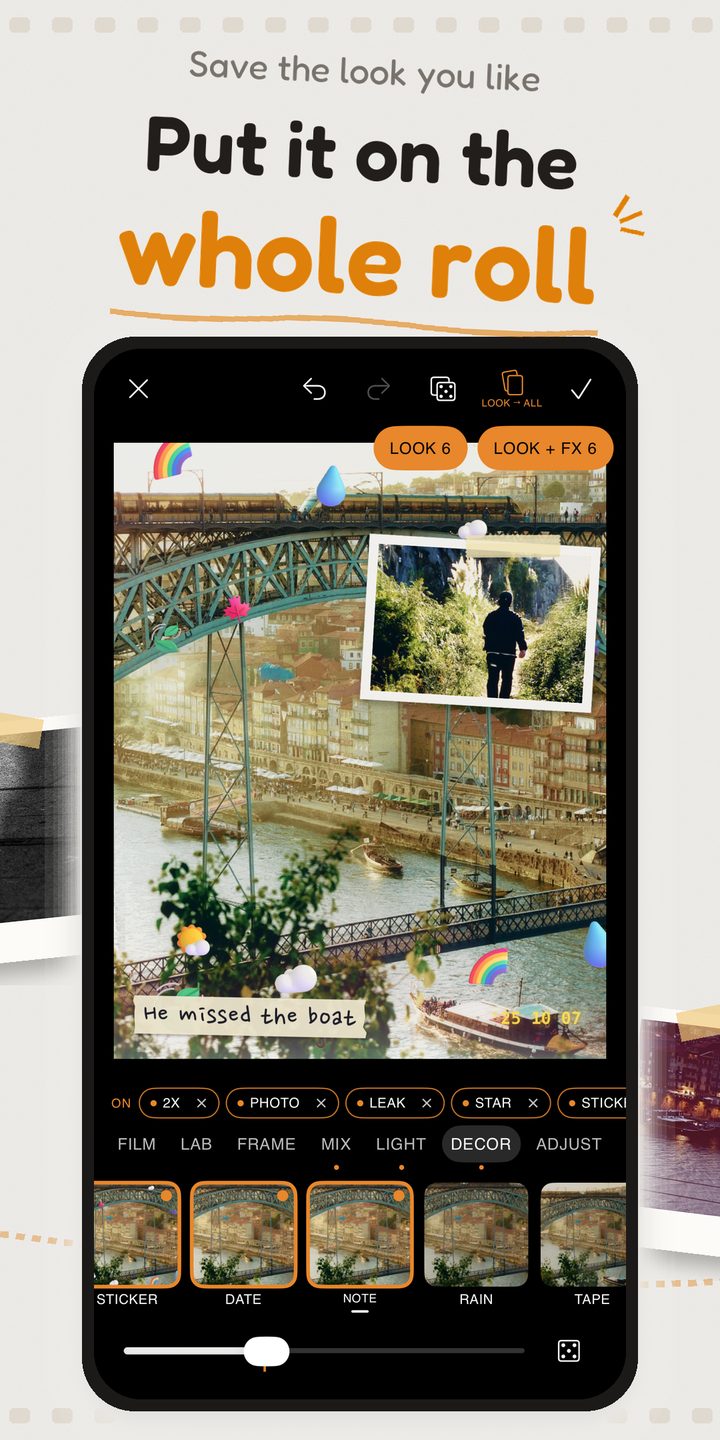 Save the look you like
Put it on the
whole roll
LOOK → ALL
LOOK 6
LOOK + FX 6
He missed the boat
25 10 07
ON
2X
PHOTO
LEAK
STAR
STICK
FILM
LAB
FRAME
MIX
LIGHT
DECOR
ADJUST
STICKER
DATE
NOTE
RAIN
TAPE